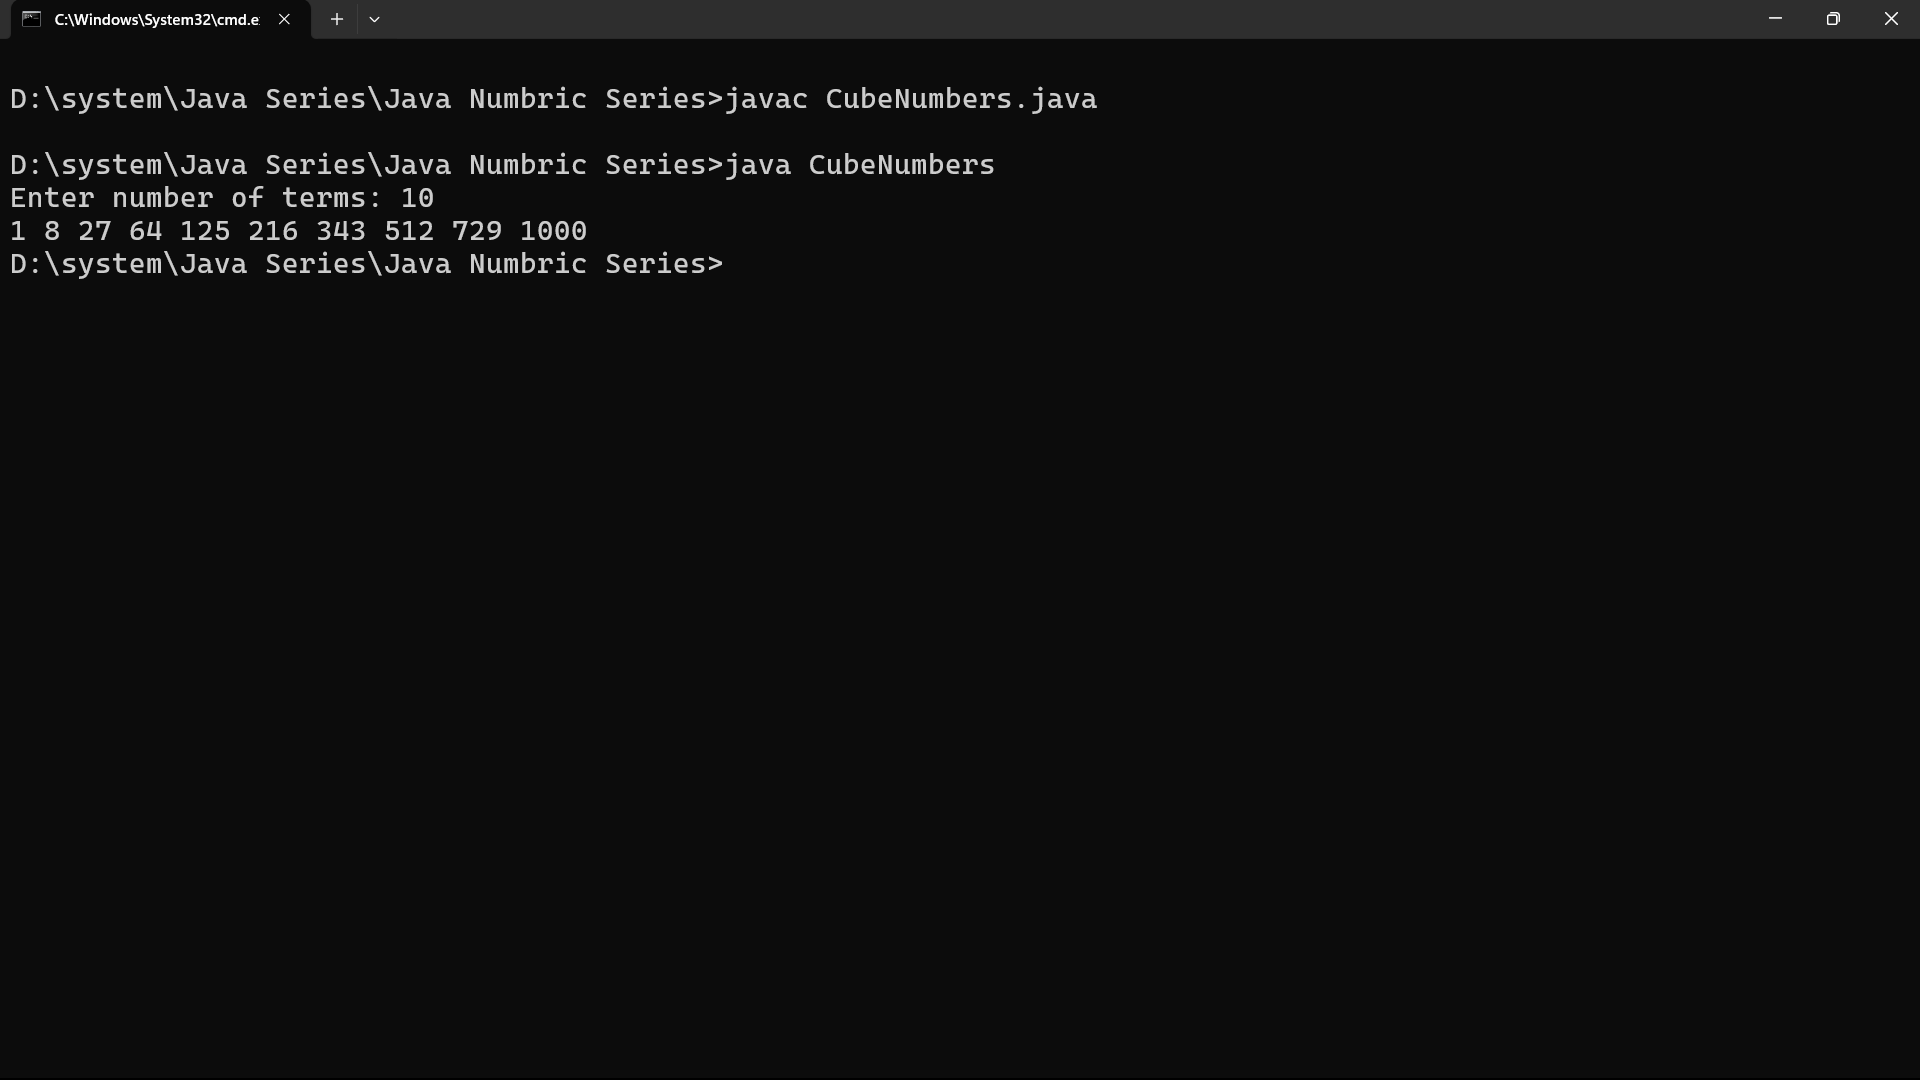 C:\Windows\System32\cmd.e
D:\system\Java Series\Java Numbric Series>javac CubeNumbers.java
D:\system\Java Series\Java Numbric Series>java CubeNumbers
Enter number of terms: 10
1 8 27 64 125 216 343 512 729 1000
D:\system\Java Series\Java Numbric Series>